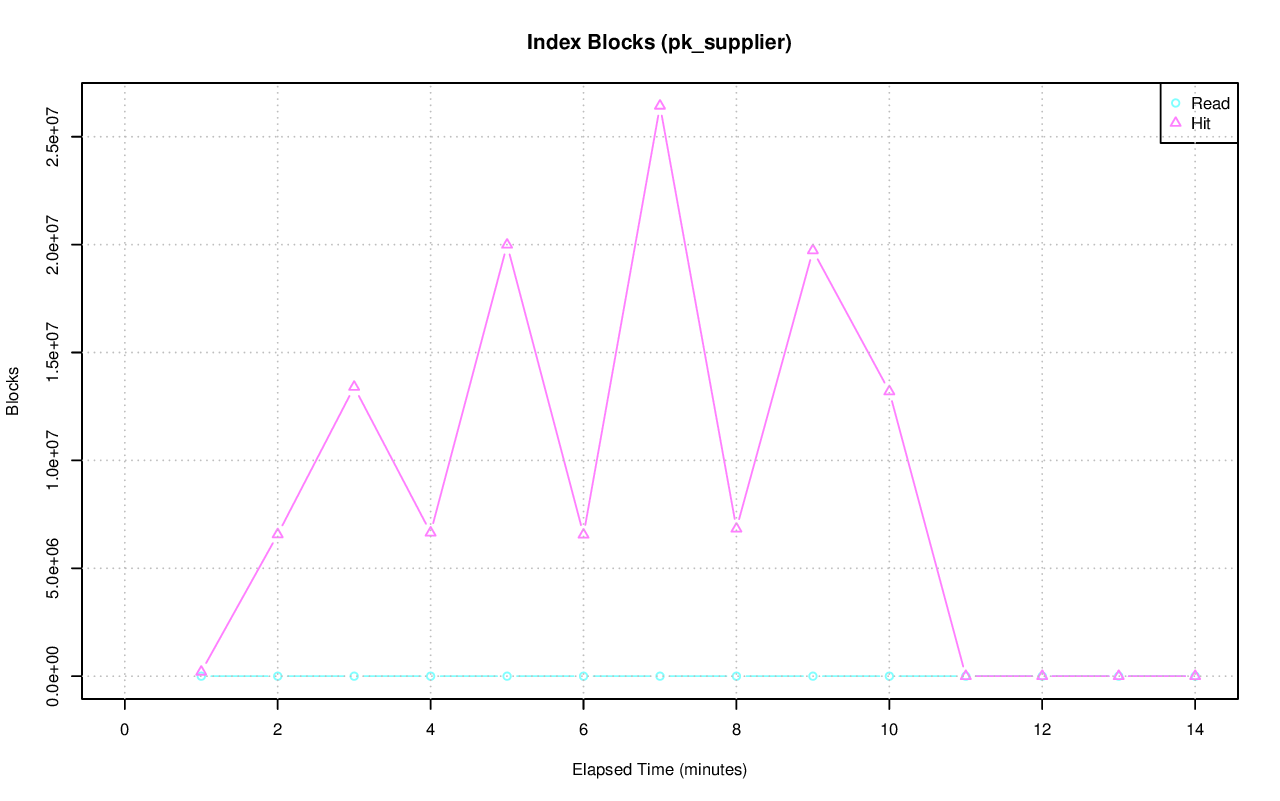 Index Blocks (pk_supplier)
Read
Hit
Blocks
2.5e+07
2.0e+07
1.5e+07
1.0e+07
5.0e+06
0.0e+00
0 2 4 6 8 10 12 14
Elapsed Time (minutes)